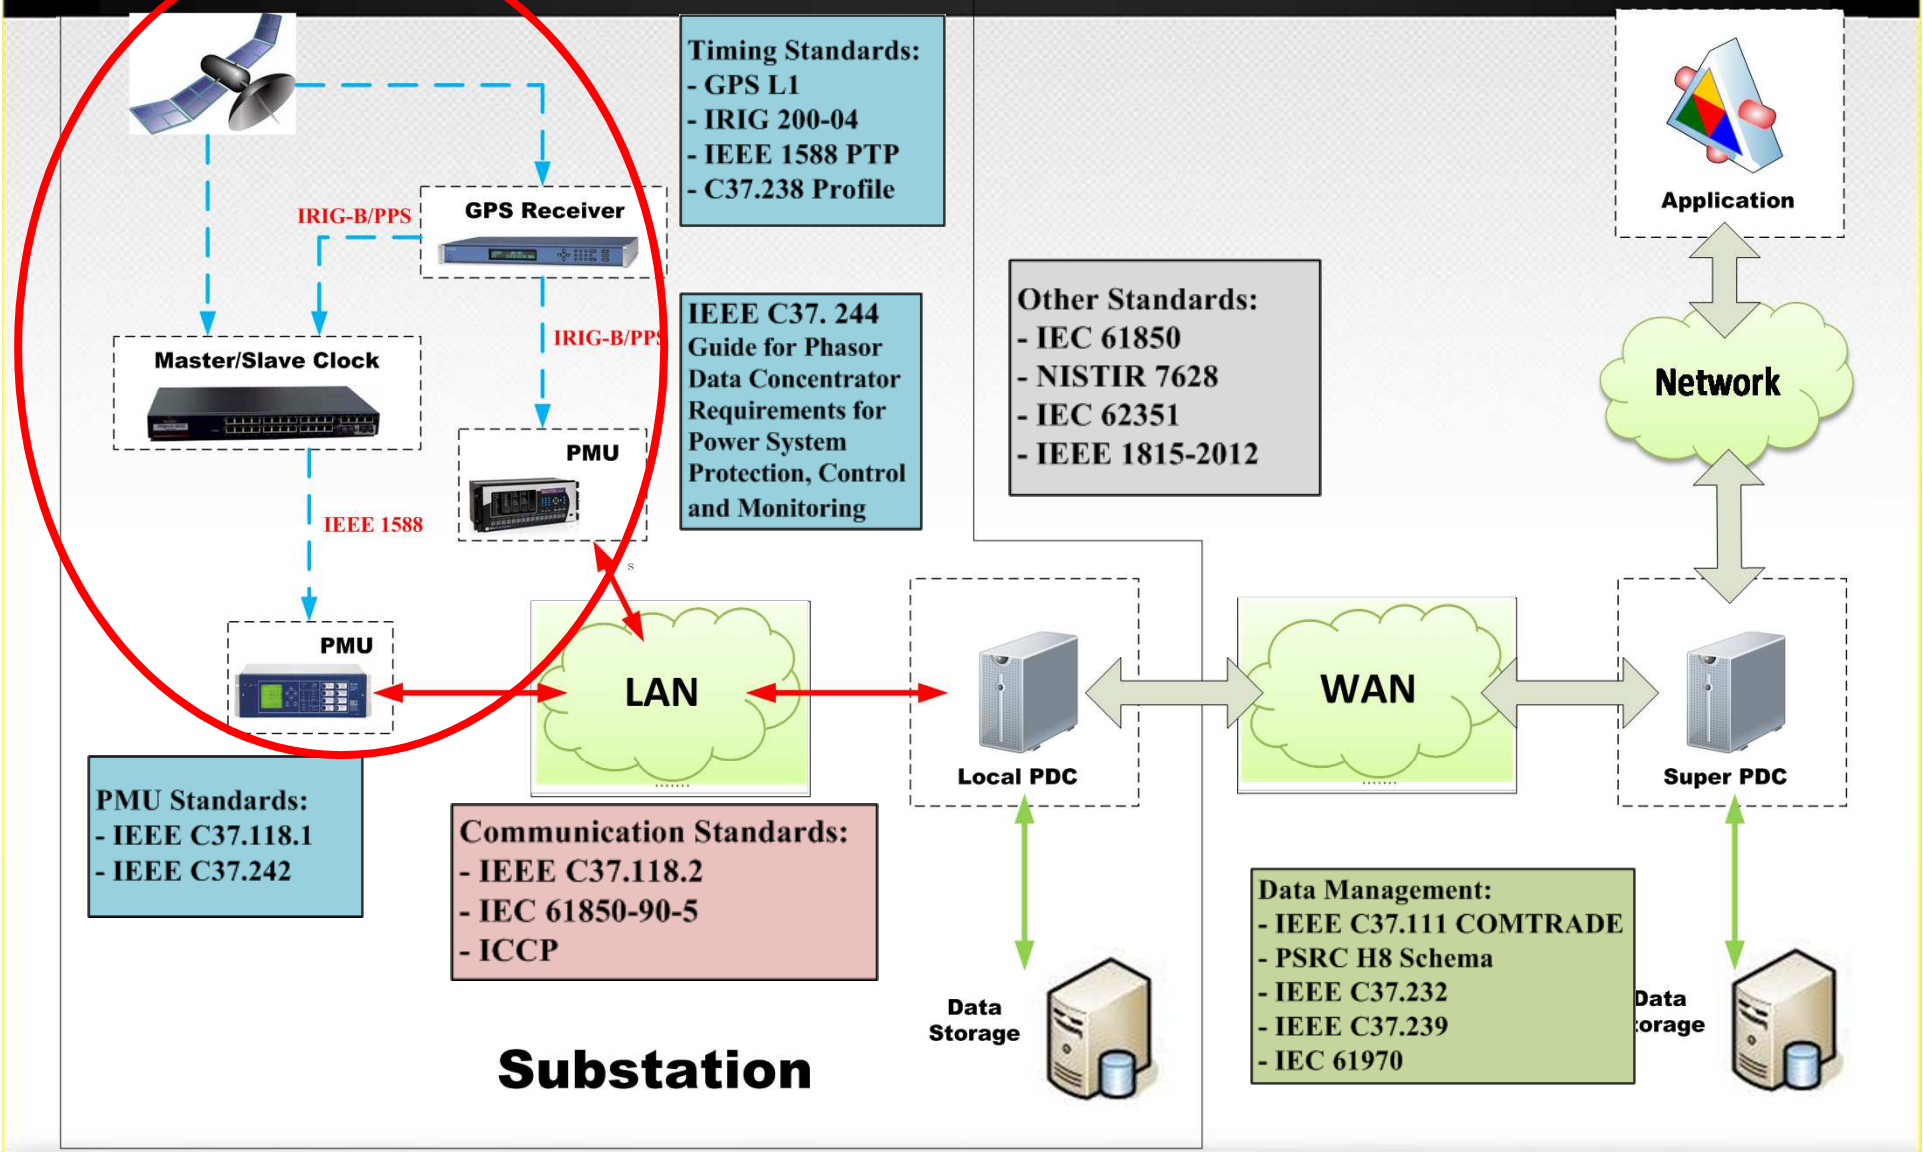 Timing Standards:
- GPS L1
- IRIG 200-04
- IEEE 1588 PTP
- C37.238 Profile
Application
IRIG-B/PPS
GPS Receiver
IEEE C37. 244
Guide for Phasor
Data Concentrator
Requirements for
Power System
Protection, Control
and Monitoring
Other Standards:
- IEC 61850
- NISTIR 7628
- IEC 62351
- IEEE 1815-2012
Network
IRIG-B/PPS
Master/Slave Clock
PMU
IEEE 1588
s
PMU
LAN
WAN
Local PDC
Super PDC
PMU Standards:
- IEEE C37.118.1
- IEEE C37.242
Communication Standards:
- IEEE C37.118.2
- IEC 61850-90-5
- ICCP
Data Management:
- IEEE C37.111 COMTRADE
- PSRC H8 Schema
- IEEE C37.232
- IEEE C37.239
- IEC 61970
Data
Storage
Data
torage
Substation